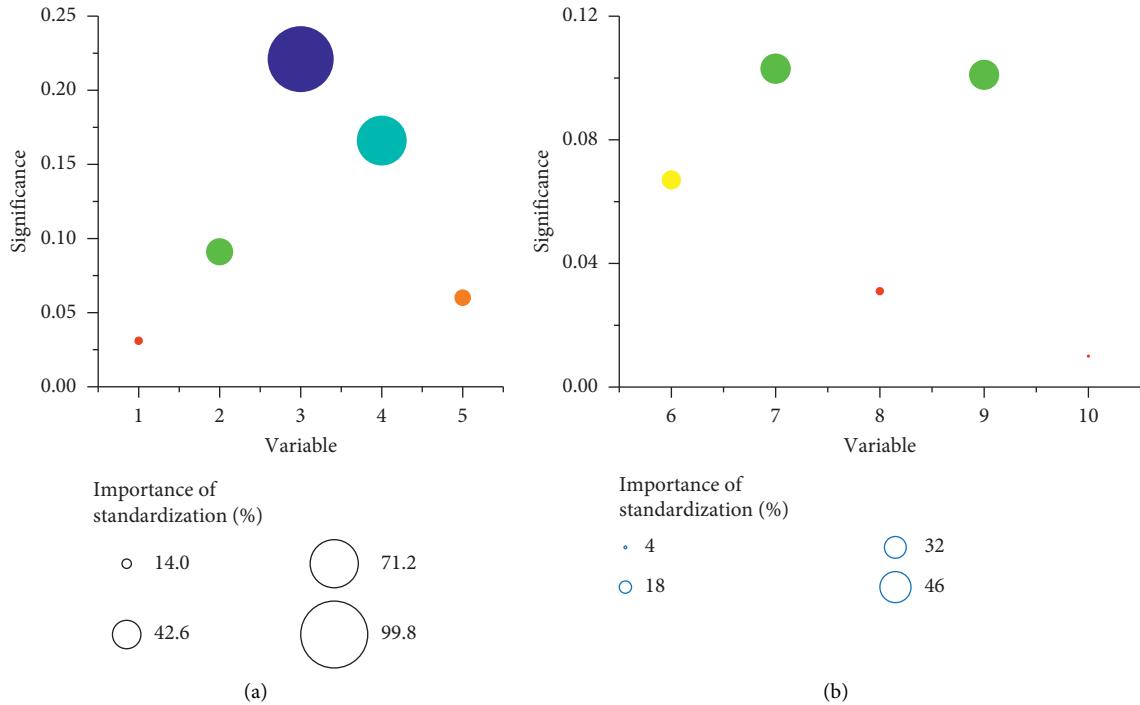 0.25
0.20
0.15
0.10
0.05
0.00
Significance
1 2 3 4 5
Variable
Importance of
standardization (%)
14.0 71.2
42.6 99.8
(a)
0.12
0.08
0.04
0.00
Significance
6 7 8 9 10
Variable
Importance of
standardization (%)
4 32
18 46
(b)